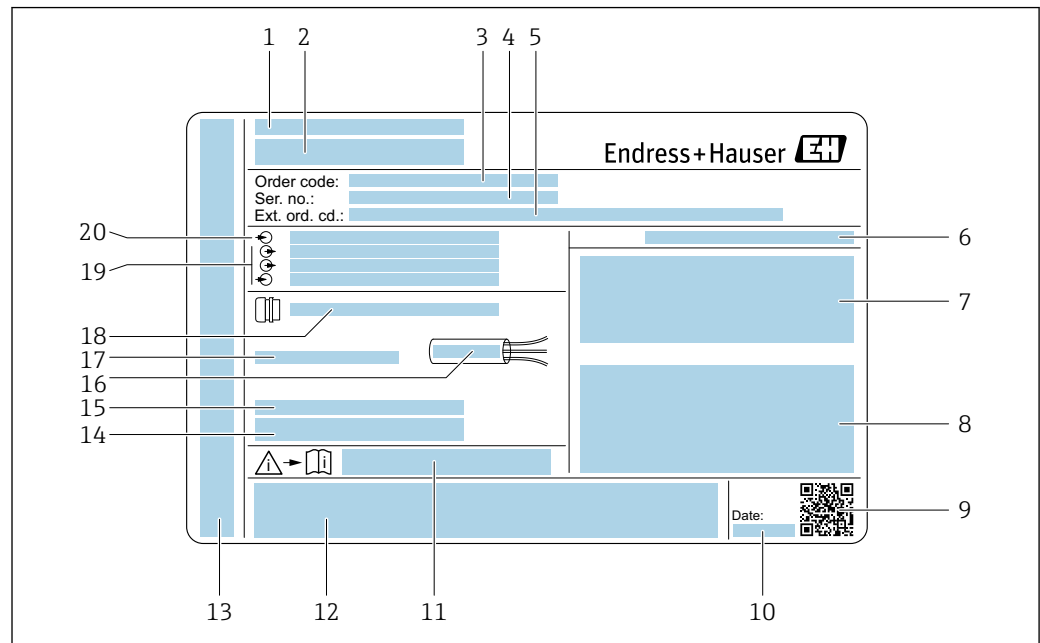 1 2 3 4 5
Endress+Hauser EH
Order code:
Ser. no.:
Ext. ord. cd.:
20
6
19
7
18
17
16
15
8
14
i i
9
Date:
13 12 11 10